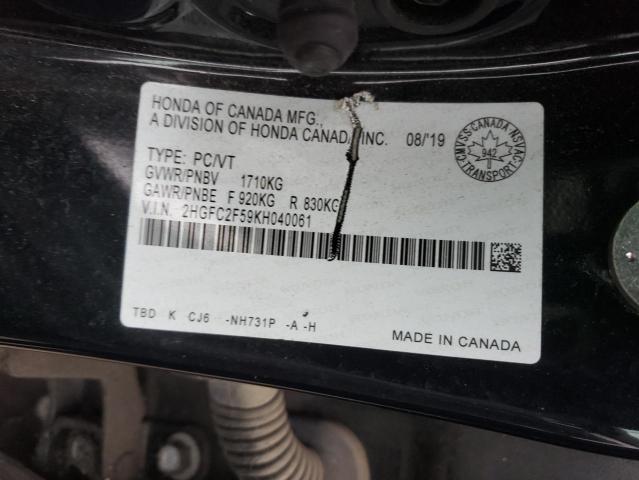 HONDA OF CANADA MFG.,
A DIVISION OF HONDA CANADA INC. 08/'19
TYPE: PC/VT
GVWR/PNBV 1710KG
GAWR/PNBE F 920KG R 830KG
V.I.N. 2HGFC2F59KH040061
TBD K CJ6 -NH731P -A -H
MADE IN CANADA
CMVSS/CANADA/NSVAC
942
TRANSPORT